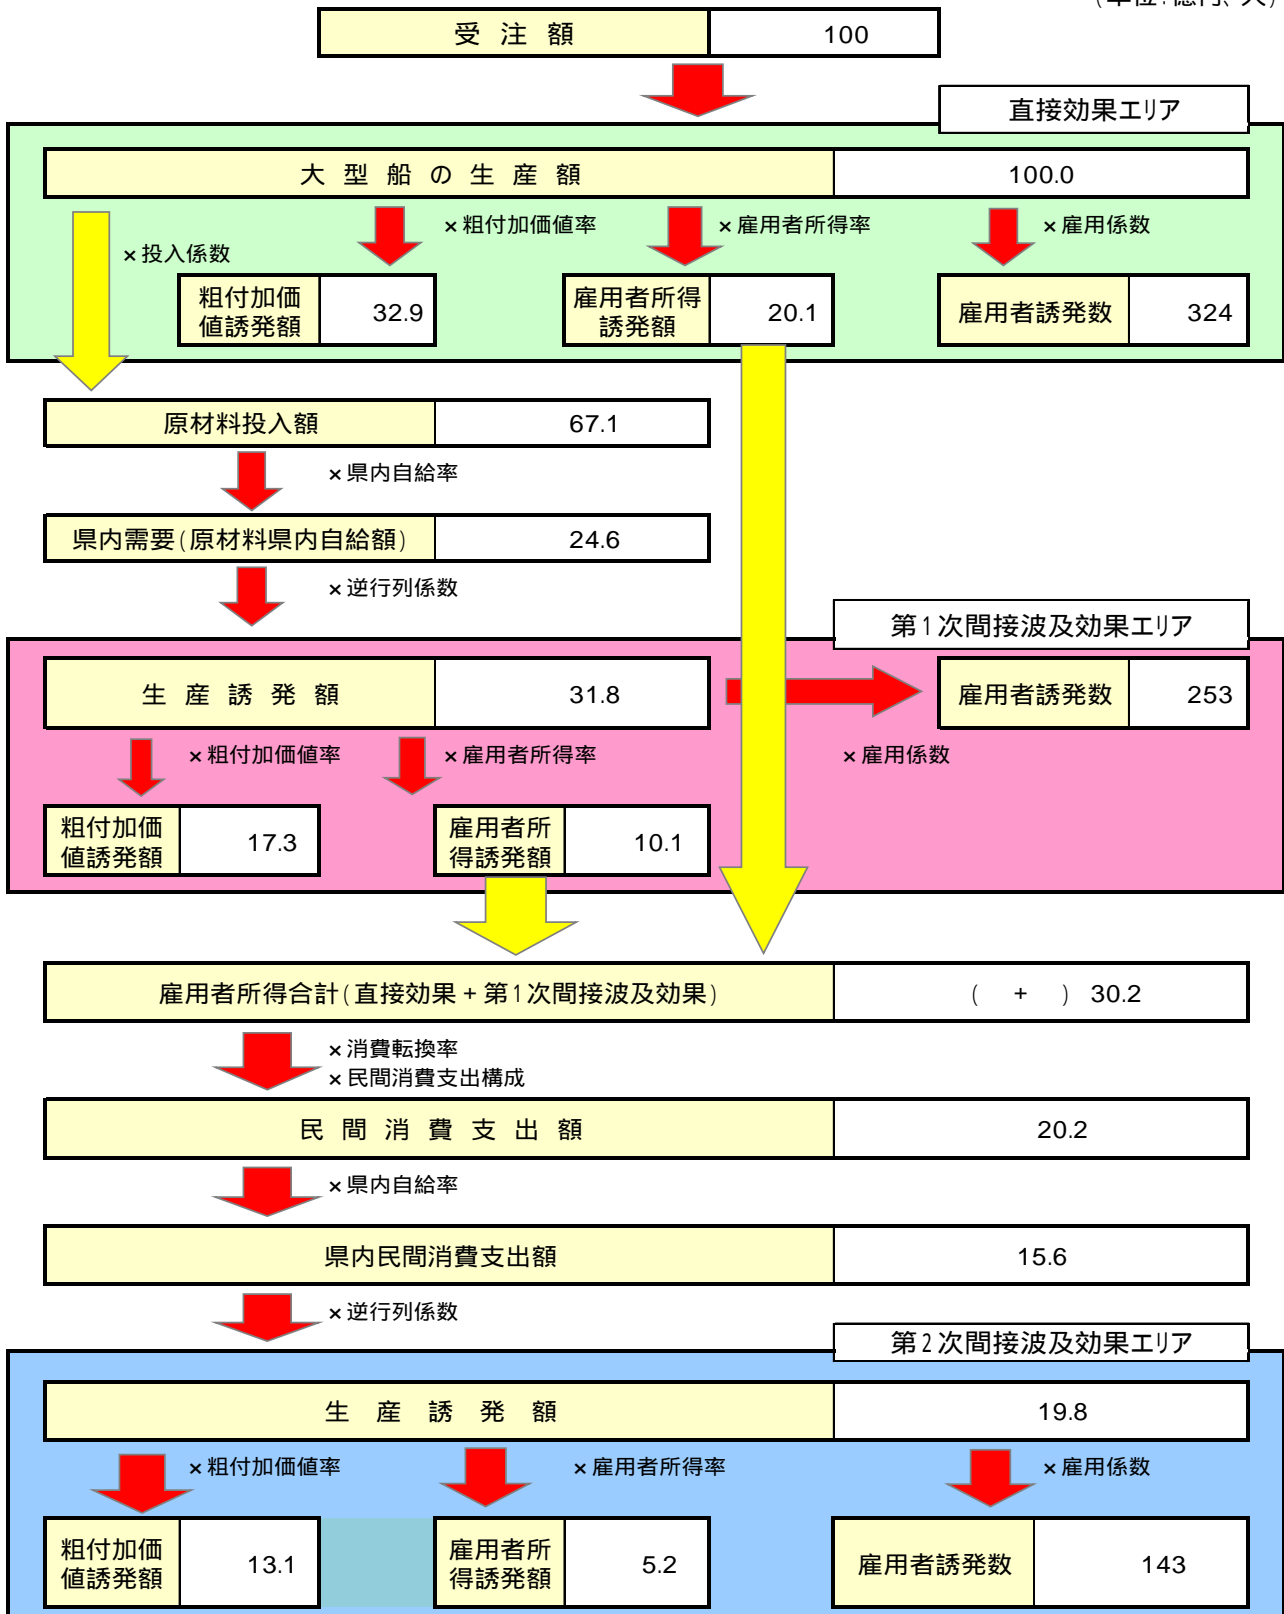 (単位:億円、人)
受 注 額 100
直接効果エリア
大 型 船 の 生 産 額 100.0
×投入係数
×粗付加価値率
×雇用者所得率
×雇用係数
粗付加価
値誘発額
32.9
雇用者所得
誘発額
20.1
雇用者誘発数 324
原材料投入額 67.1
×県内自給率
県内需要(原材料県内自給額) 24.6
×逆行列係数
第1次間接波及効果エリア
生 産 誘 発 額 31.8
雇用者誘発数 253
×粗付加価値率
×雇用者所得率
×雇用係数
粗付加価
値誘発額
17.3
雇用者所
得誘発額
10.1
雇用者所得合計(直接効果+第1次間接波及効果) ( + ) 30.2
×消費転換率
×民間消費支出構成
民 間 消 費 支 出 額 20.2
×県内自給率
県内民間消費支出額 15.6
×逆行列係数
第2次間接波及効果エリア
生 産 誘 発 額 19.8
×粗付加価値率
×雇用者所得率
×雇用係数
粗付加価
値誘発額
13.1
雇用者所
得誘発額
5.2
雇用者誘発数 143